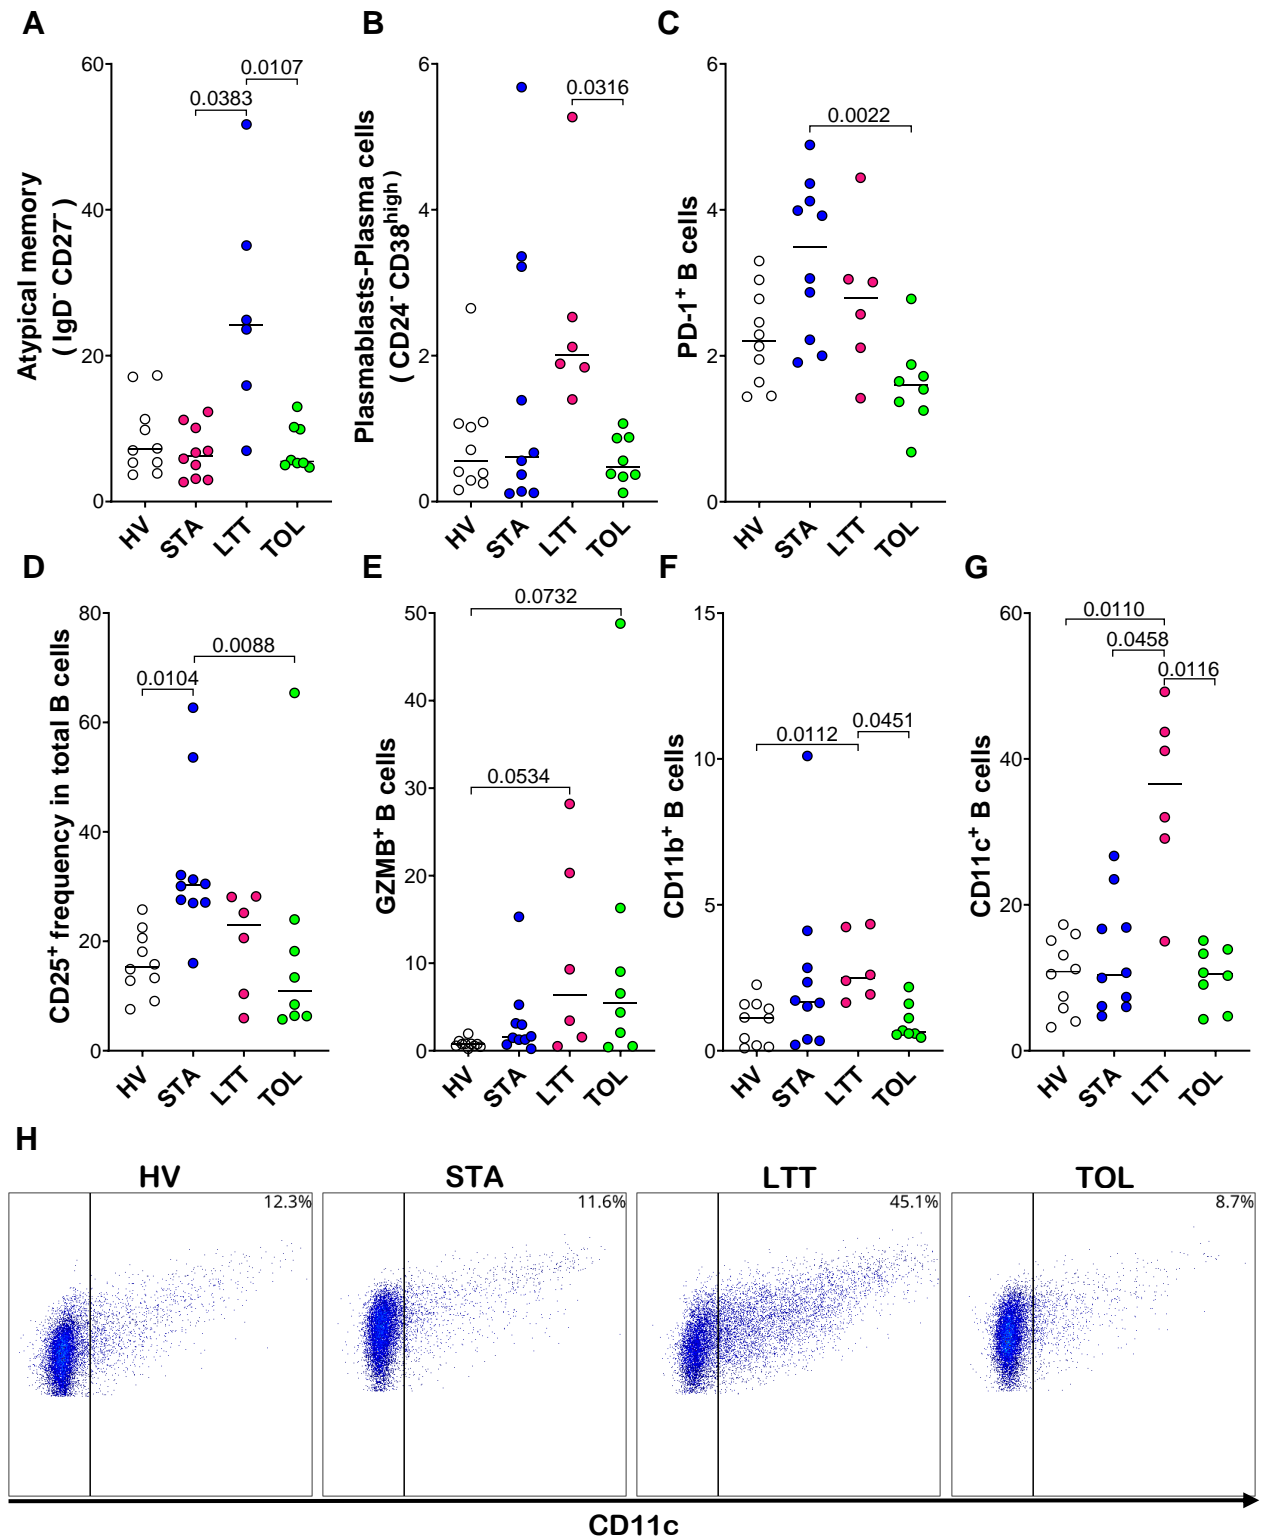 A
B
C
60
40
20
0
Atypical memory
( IgD⁻ CD27⁻ )
0.0383
0.0107
HV
STA
LTT
TOL
6
4
2
0
Plasmablasts-Plasma cells
( CD24⁻ CD38ʰⁱᵍʰ )
0.0316
HV
STA
LTT
TOL
6
4
2
0
PD-1⁺ B cells
0.0022
HV
STA
LTT
TOL
D
E
F
G
80
60
40
20
0
CD25⁺ frequency in total B cells
0.0104
0.0088
HV
STA
LTT
TOL
50
40
30
20
10
0
GZMB⁺ B cells
0.0732
0.0534
HV
STA
LTT
TOL
15
10
5
0
CD11b⁺ B cells
0.0112
0.0451
HV
STA
LTT
TOL
60
40
20
0
CD11c⁺ B cells
0.0110
0.0458
0.0116
HV
STA
LTT
TOL
H
HV
STA
LTT
TOL
12.3%
11.6%
45.1%
8.7%
CD11c